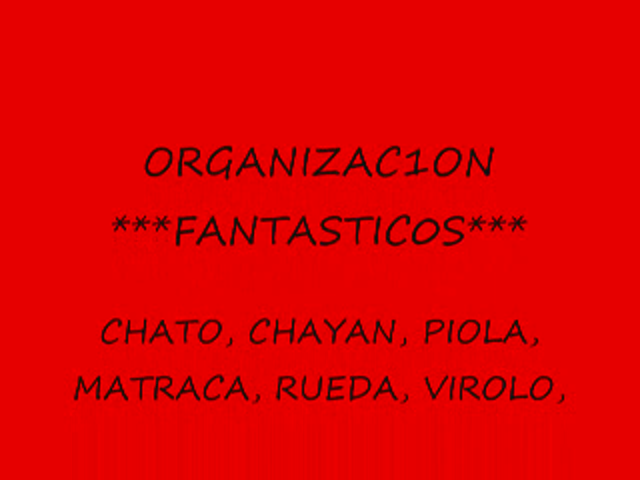 ORGANIZAC1ON
***FANTASTICOS***
CHATO, CHAYAN, PIOLA,
MATRACA, RUEDA, VIROLO,